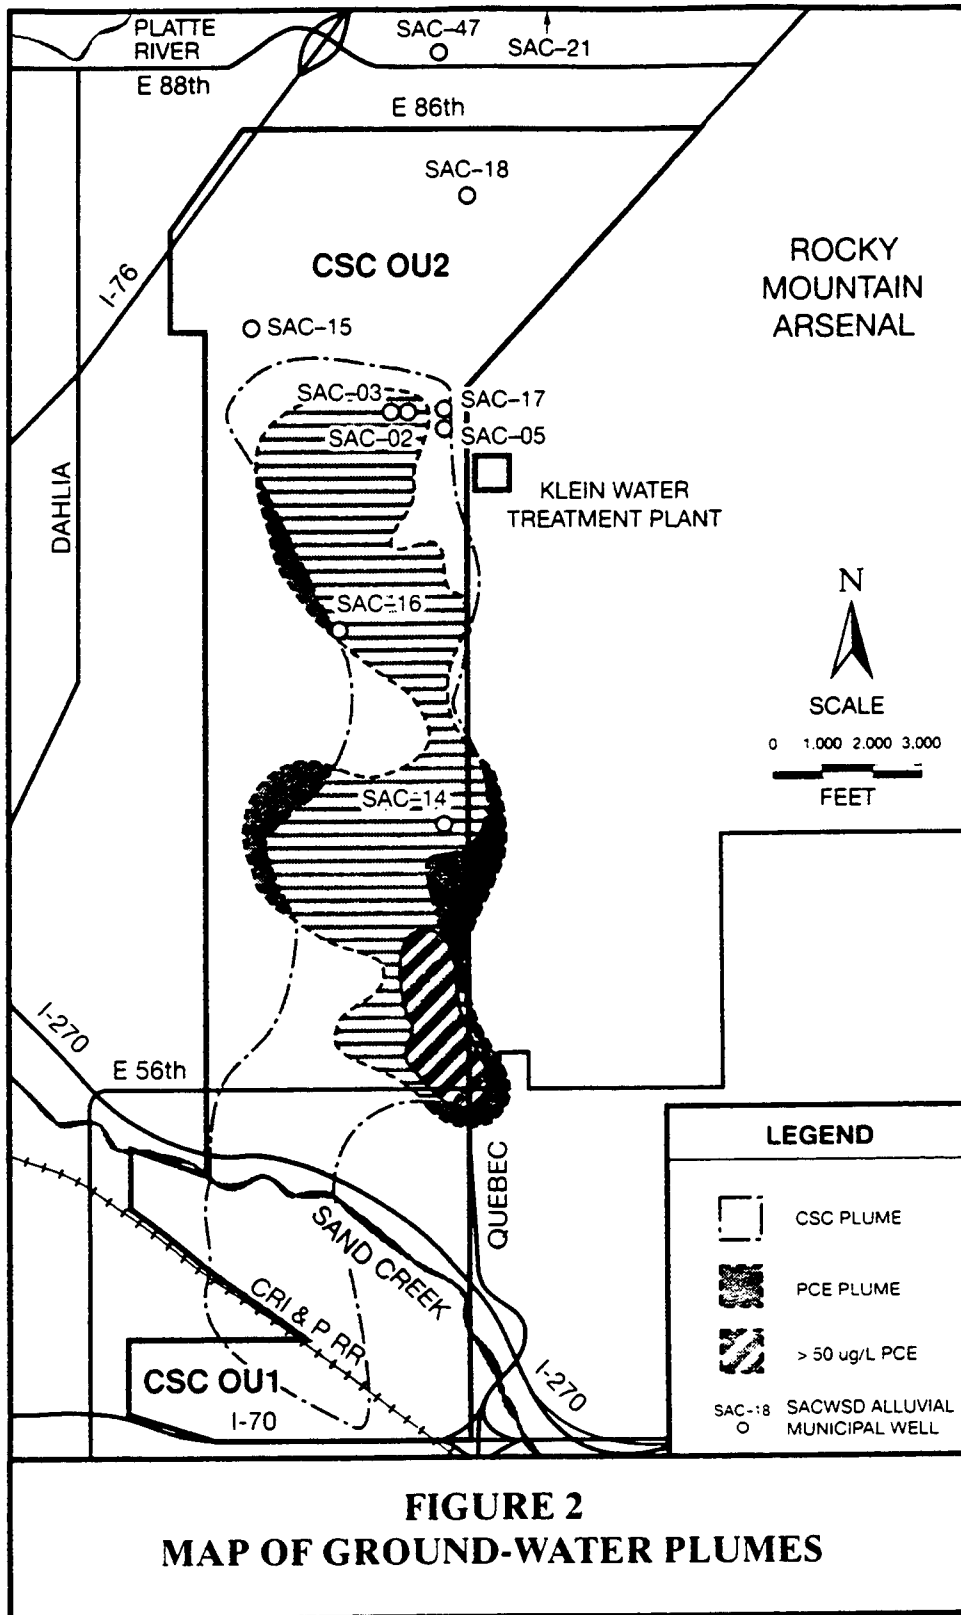 PLATTE
RIVER
SAC-47
SAC-21
E 88th
E 86th
SAC-18
ROCKY
MOUNTAIN
ARSENAL
CSC OU2
I-76
SAC-15
SAC-03
SAC-17
SAC-02
SAC-05
DAHLIA
KLEIN WATER
TREATMENT PLANT
N
SAC-16
SCALE
0 1.000 2.000 3.000
FEET
SAC-14
I-270
E 56th
LEGEND
CSC PLUME
PCE PLUME
> 50 ug/L PCE
SAC-18 SACWSD ALLUVIAL
MUNICIPAL WELL
QUEBEC
SAND CREEK
CRI & P RR
CSC OU1
I-70
I-270
FIGURE 2
MAP OF GROUND-WATER PLUMES